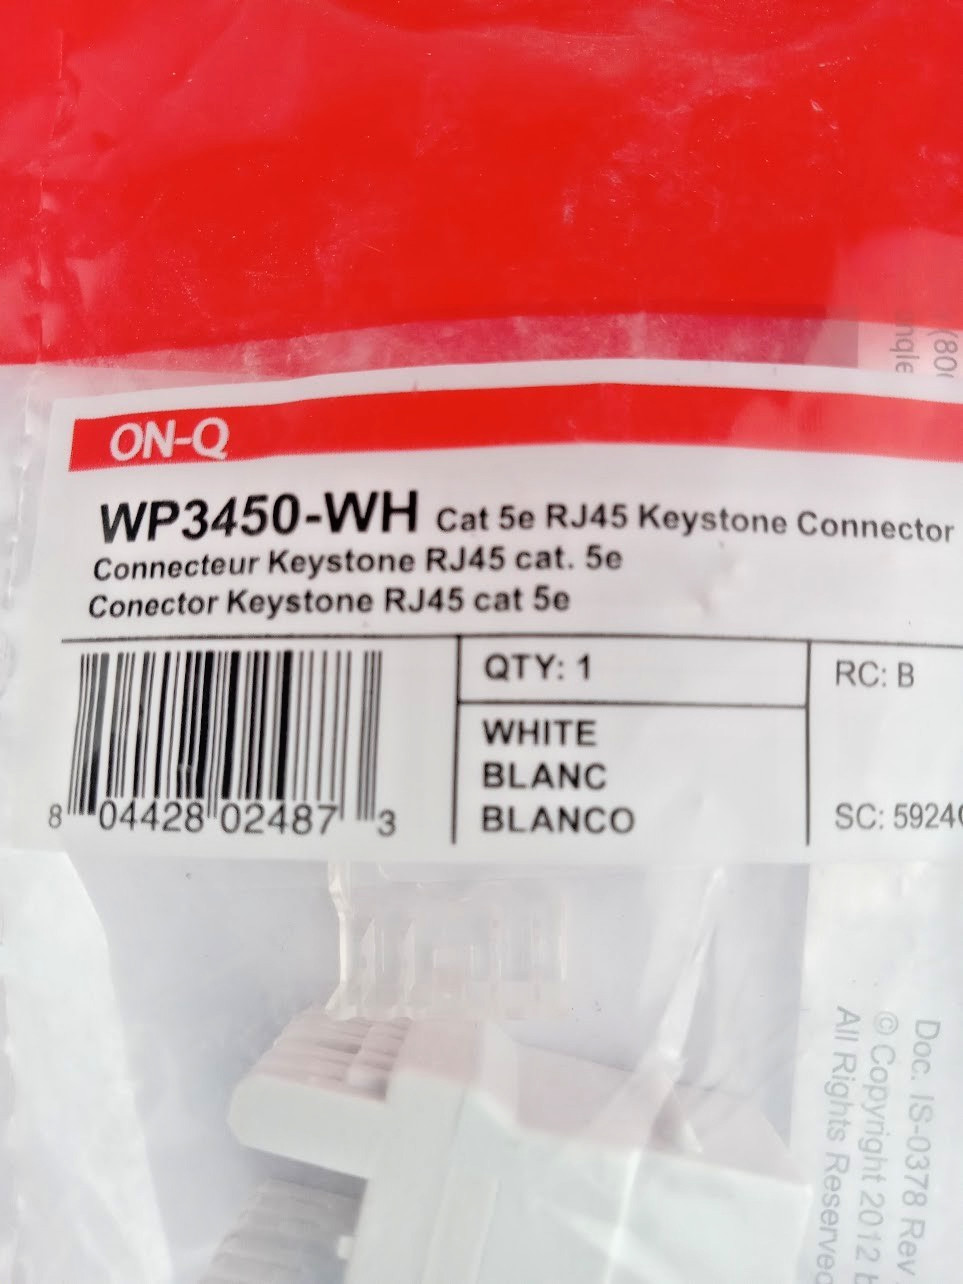 ON-Q
WP3450-WH Cat 5e RJ45 Keystone Connector
Connecteur Keystone RJ45 cat. 5e
Conector Keystone RJ45 cat 5e
QTY: 1
RC: B
WHITE
BLANC
BLANCO
SC: 5924
8 04428 02487 3
Doc. IS-0378 Rev
© Copyright 2012
All Rights Reserved
(80